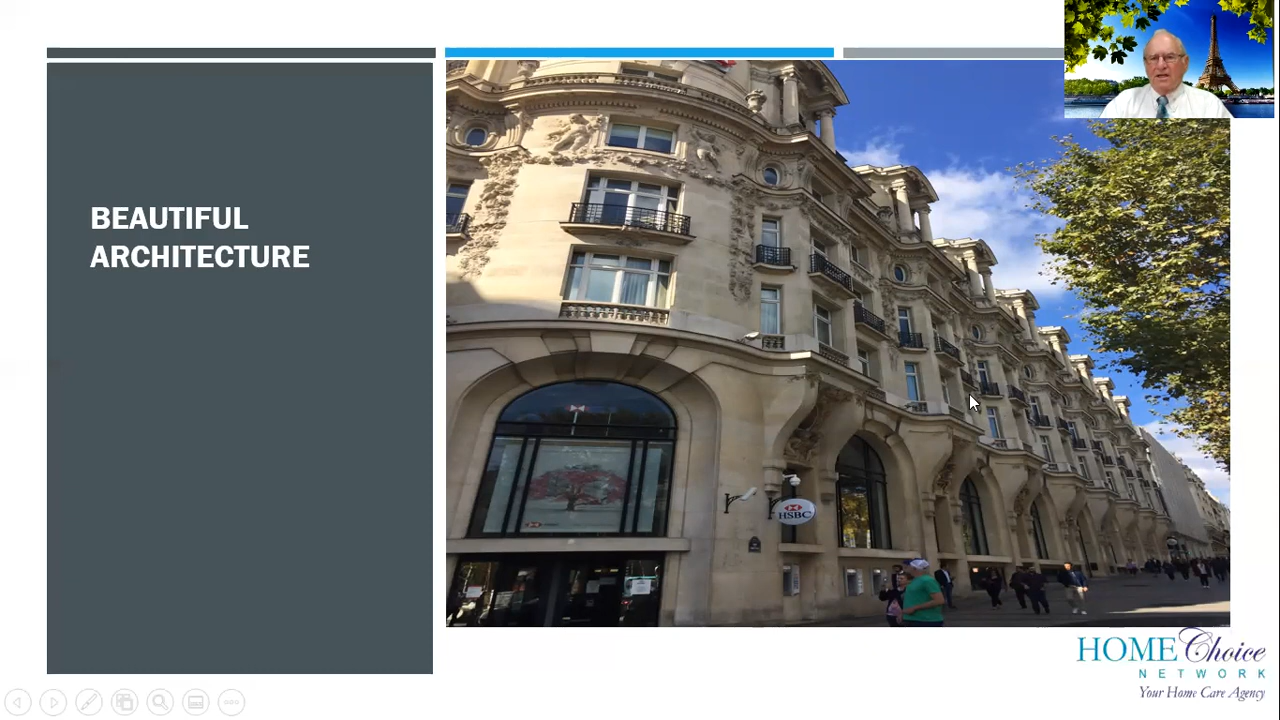 BEAUTIFUL
ARCHITECTURE
HSBC
HOME Choice
NETWORK
Your Home Care Agency